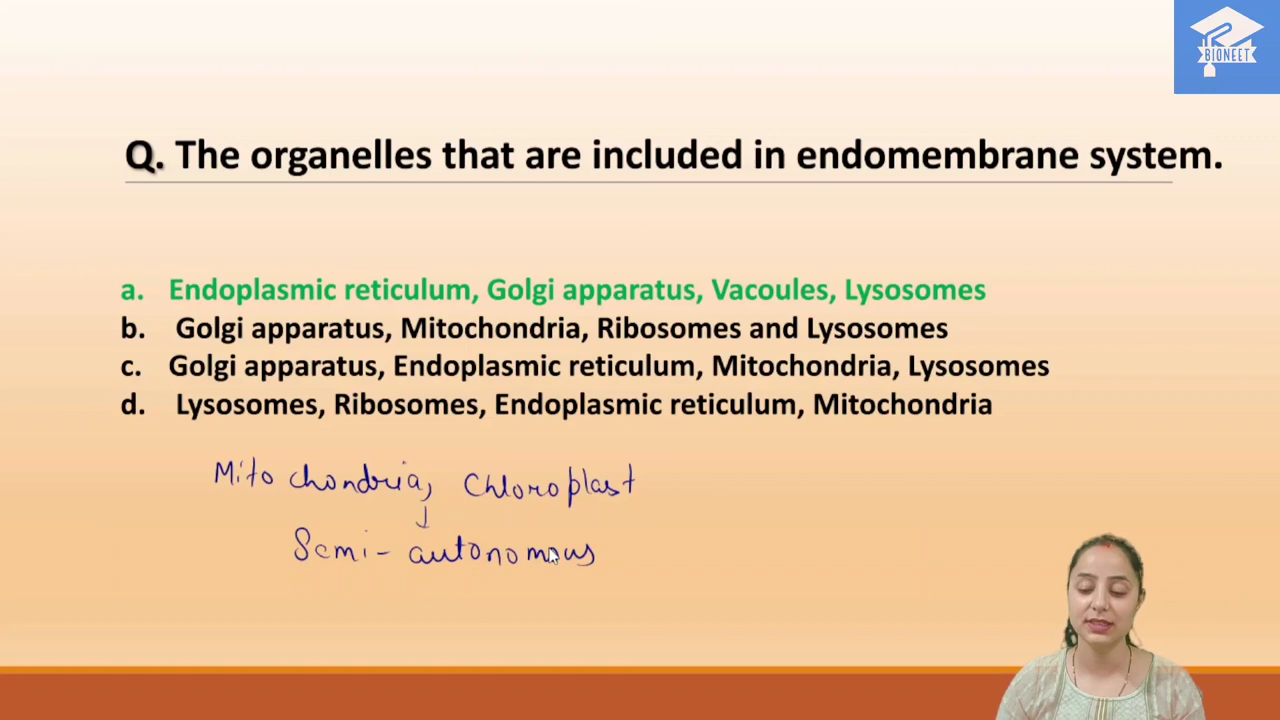 BIONEET
Q. The organelles that are included in endomembrane system.
a. Endoplasmic reticulum, Golgi apparatus, Vacoules, Lysosomes
b. Golgi apparatus, Mitochondria, Ribosomes and Lysosomes
c. Golgi apparatus, Endoplasmic reticulum, Mitochondria, Lysosomes
d. Lysosomes, Ribosomes, Endoplasmic reticulum, Mitochondria
Mitochondria, Chloroplast
↓
Semi-autonomous